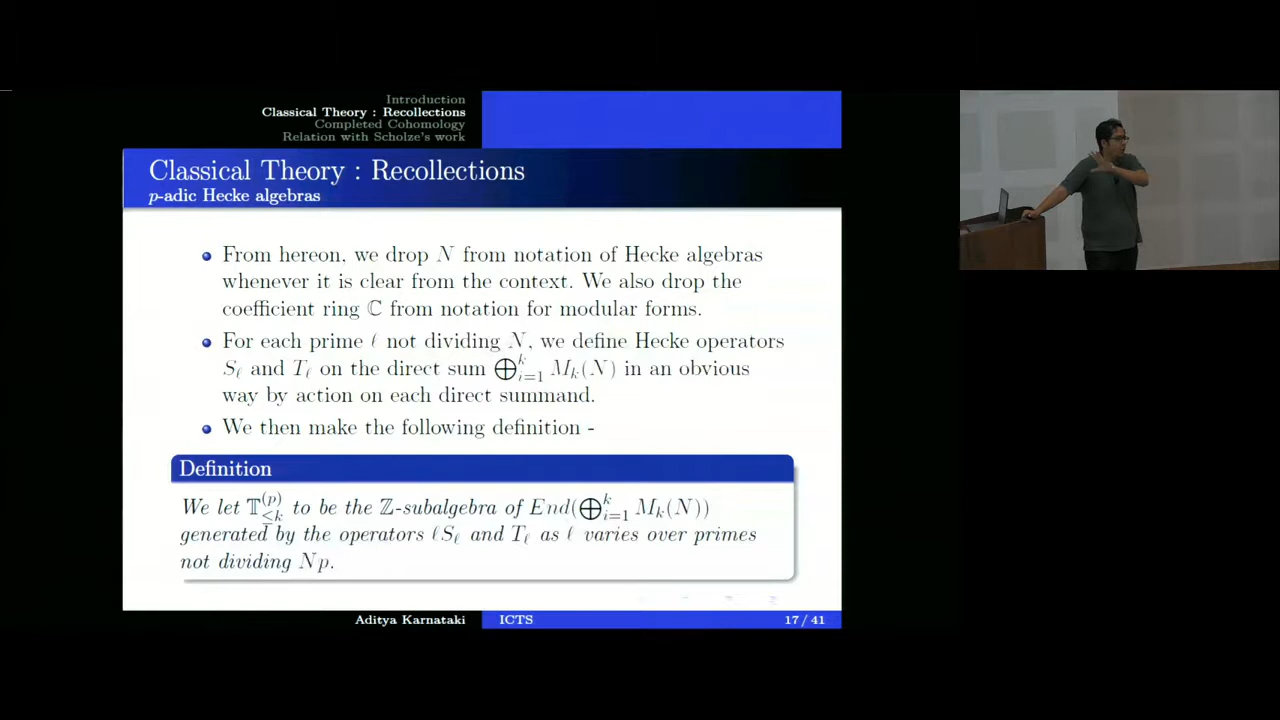 Introduction
Classical Theory : Recollections
Completed Cohomology
Relation with Scholze's work
Classical Theory : Recollections
p-adic Hecke algebras
From hereon, we drop N from notation of Hecke algebras
whenever it is clear from the context. We also drop the
coefficient ring ℂ from notation for modular forms.
For each prime ℓ not dividing N, we define Hecke operators
S_ℓ and T_ℓ on the direct sum ⊕_{i=1}^k M_k(N) in an obvious
way by action on each direct summand.
We then make the following definition -
Definition
We let 𝕋_{≤k}^{(p)} to be the ℤ-subalgebra of End(⊕_{i=1}^k M_k(N))
generated by the operators ℓS_ℓ and T_ℓ as ℓ varies over primes
not dividing Np.
Aditya Karnataki ICTS 17 / 41